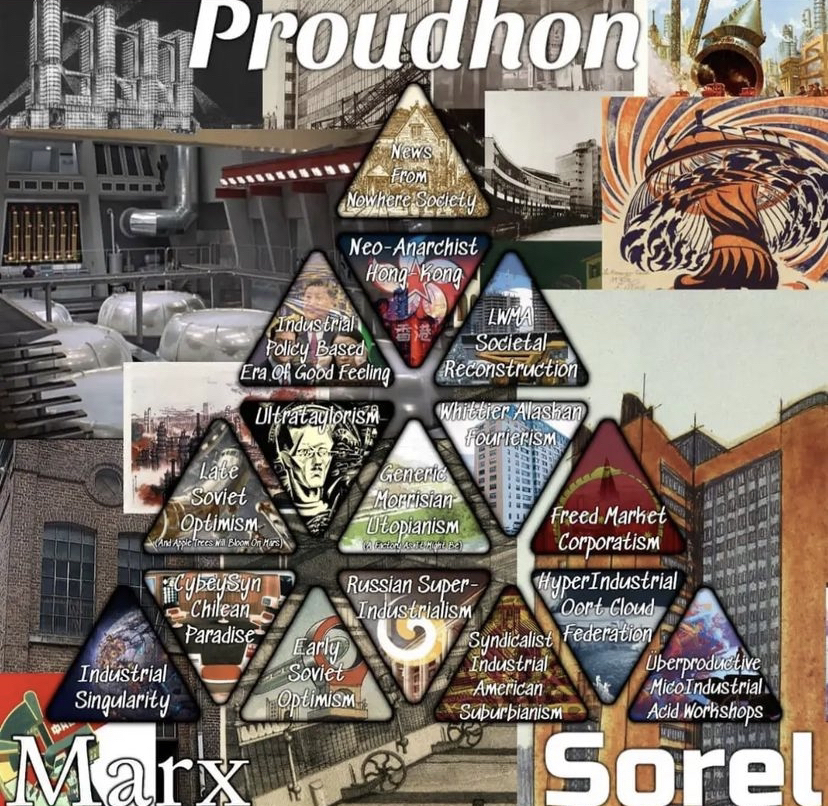 Proudhon
News
From
Nowhere Society
Neo-Anarchist
Hong-Kong
香港
Industrial
Policy Based
Era Of Good Feeling
LWMA
Societal
Reconstruction
Ultrataylorism
Whittier Alaskan
Fourierism
Late
Soviet
Optimism
(And Apple Trees Will Bloom On Mars)
Generic
Morrisian
Utopianism
(A Factory As It Might Be)
Freed Market
Corporatism
CybeySyn
Chilean
Paradise
Russian Super-
Industrialism
HyperIndustrial
Oort Cloud
Federation
Industrial
Singularity
Early
Soviet
Optimism
Syndicalist
Industrial
American
Suburbianism
Überproductive
MicoIndustrial
Acid Workshops
Marx
Sorel